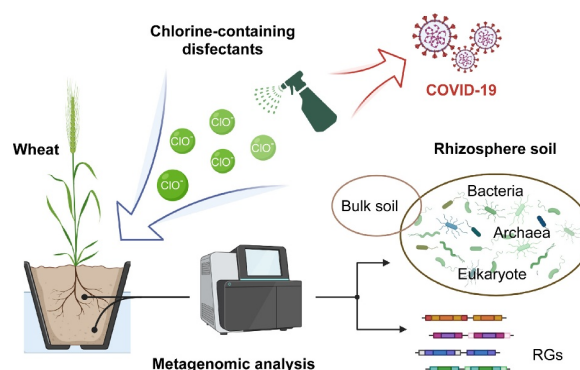 Chlorine-containing
disfectants
COVID-19
Wheat
ClO⁻
ClO⁻
ClO⁻
ClO⁻
ClO⁻
Rhizosphere soil
Bulk soil
Bacteria
Archaea
Eukaryote
Metagenomic analysis
RGs